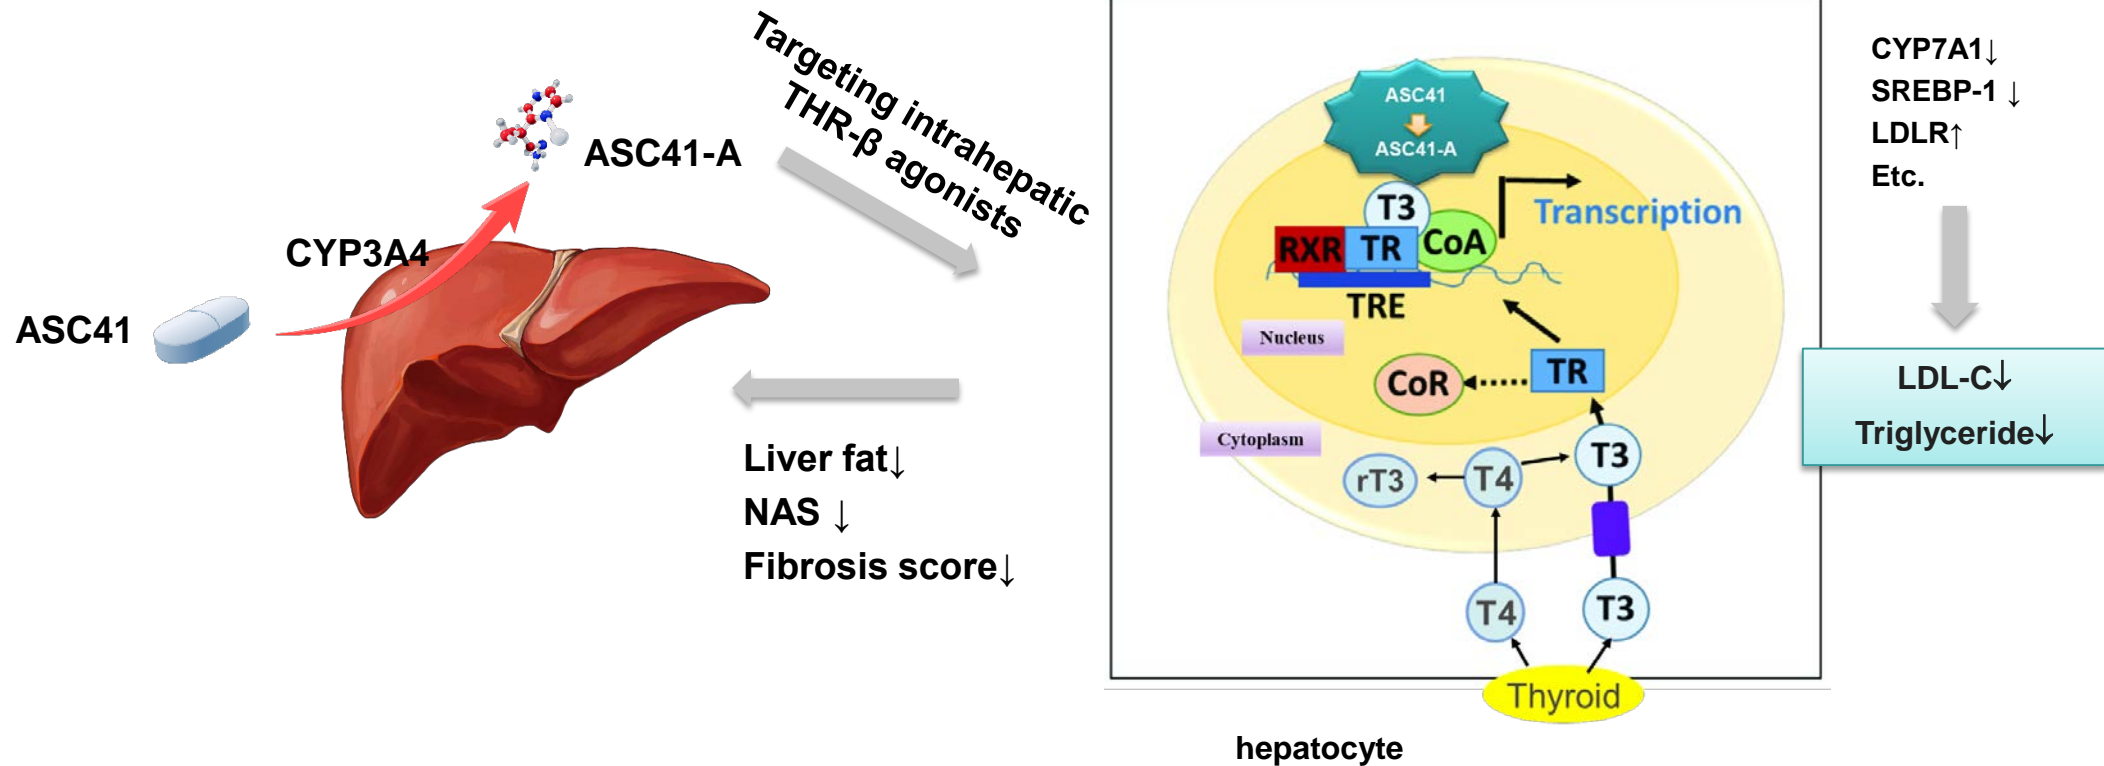 ASC41
CYP3A4
ASC41-A
Targeting intrahepatic
THR-β agonists
Liver fat↓
NAS ↓
Fibrosis score↓
ASC41
ASC41-A
T3
RXR
TR
CoA
Transcription
TRE
Nucleus
CoR
TR
Cytoplasm
rT3
T4
T3
T4
T3
Thyroid
hepatocyte
CYP7A1↓
SREBP-1 ↓
LDLR↑
Etc.
LDL-C↓
Triglyceride↓